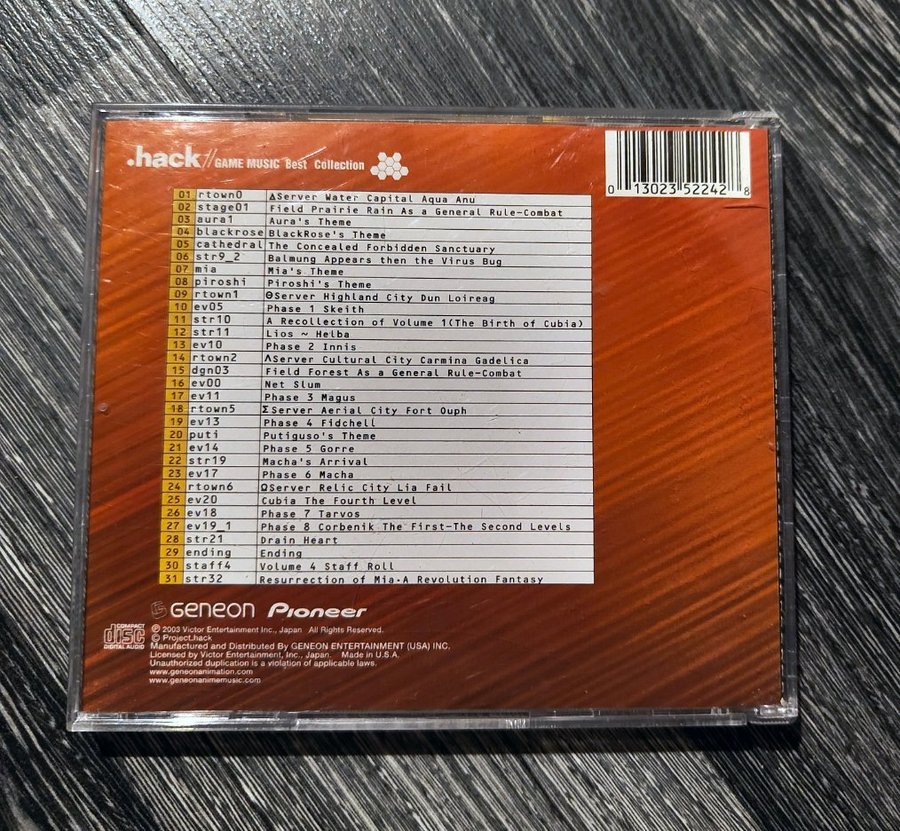 .hack// GAME MUSIC Best Collection
0 13023 52242 8
01 rtown0 ΔServer Water Capital Aqua Anu
02 stage01 Field Prairie Rain As a General Rule-Combat
03 aura1 Aura's Theme
04 blackrose BlackRose's Theme
05 cathedral The Concealed Forbidden Sanctuary
06 str9_2 Balmung Appears then the Virus Bug
07 mia Mia's Theme
08 piroshi Piroshi's Theme
09 rtown1 ΘServer Highland City Dun Loireag
10 ev05 Phase 1 Skeith
11 str10 A Recollection of Volume 1(The Birth of Cubia)
12 str11 Lios ~ Helba
13 ev10 Phase 2 Innis
14 rtown2 ΛServer Cultural City Carmina Gadelica
15 dgn03 Field Forest As a General Rule-Combat
16 ev00 Net Slum
17 ev11 Phase 3 Magus
18 rtown5 ΣServer Aerial City Fort Ouph
19 ev13 Phase 4 Fidchell
20 puti Putiguso's Theme
21 ev14 Phase 5 Gorre
22 str19 Macha's Arrival
23 ev17 Phase 6 Macha
24 rtown6 ΩServer Relic City Lia Fail
25 ev20 Cubia The Fourth Level
26 ev18 Phase 7 Tarvos
27 ev19_1 Phase 8 Corbenik The First—The Second Levels
28 str21 Drain Heart
29 ending Ending
30 staff4 Volume 4 Staff Roll
31 str32 Resurrection of Mia·A Revolution Fantasy
GENEON Pioneer
COMPACT disc DIGITAL AUDIO
℗ 2003 Victor Entertainment Inc., Japan All Rights Reserved.
© Project.hack
Manufactured and Distributed By GENEON ENTERTAINMENT (USA) INC.
Licensed by Victor Entertainment, Inc., Japan. Made in U.S.A.
Unauthorized duplication is a violation of applicable laws.
www.geneonanimation.com
www.geneonanimemusic.com